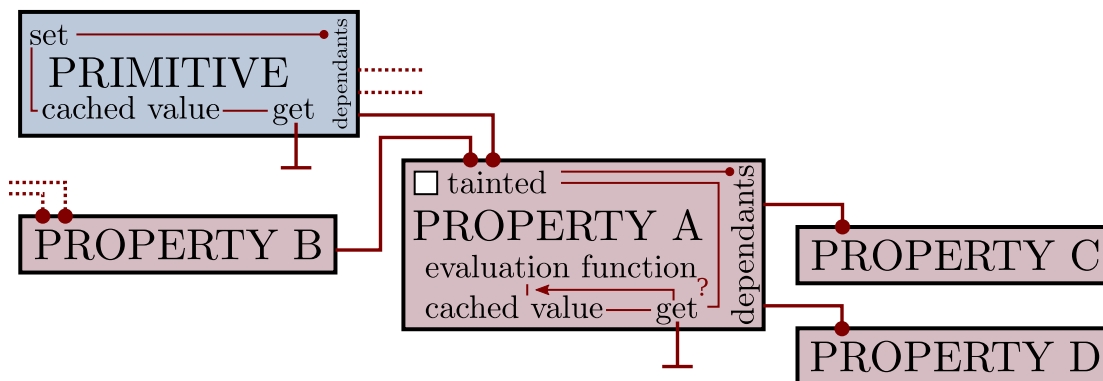 set
PRIMITIVE
cached value get
dependants
tainted
PROPERTY A
evaluation function
?
cached value get
dependants
PROPERTY B
PROPERTY C
PROPERTY D